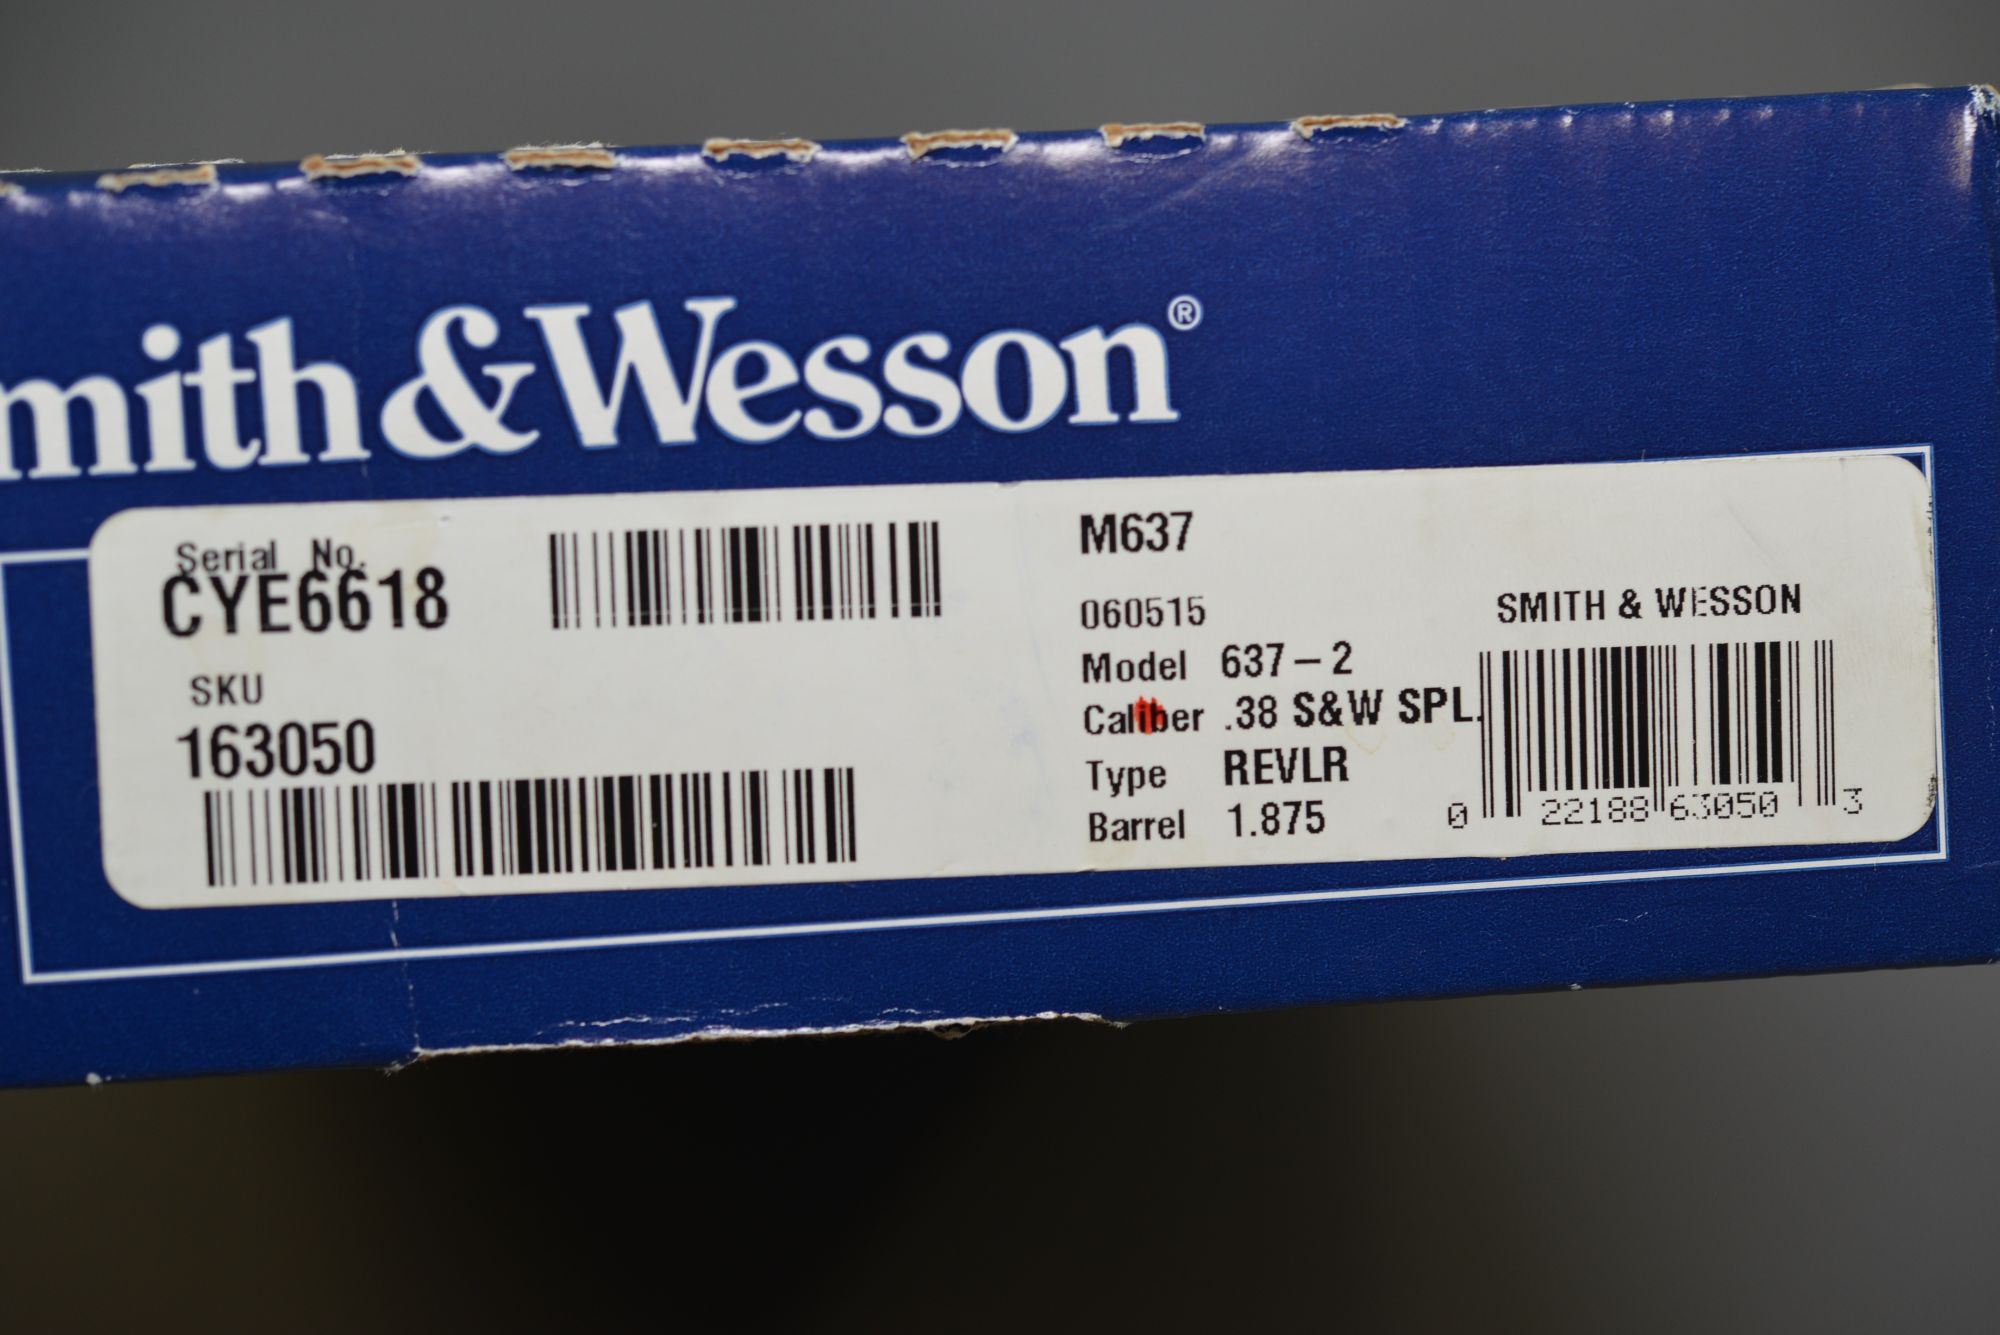 mith&Wesson®
Serial No.
CYE6618
SKU
163050
M637
060515
Model 637-2
Caliber .38 S&W SPL.
Type REVLR
Barrel 1.875
SMITH & WESSON
0 22188 63050 3